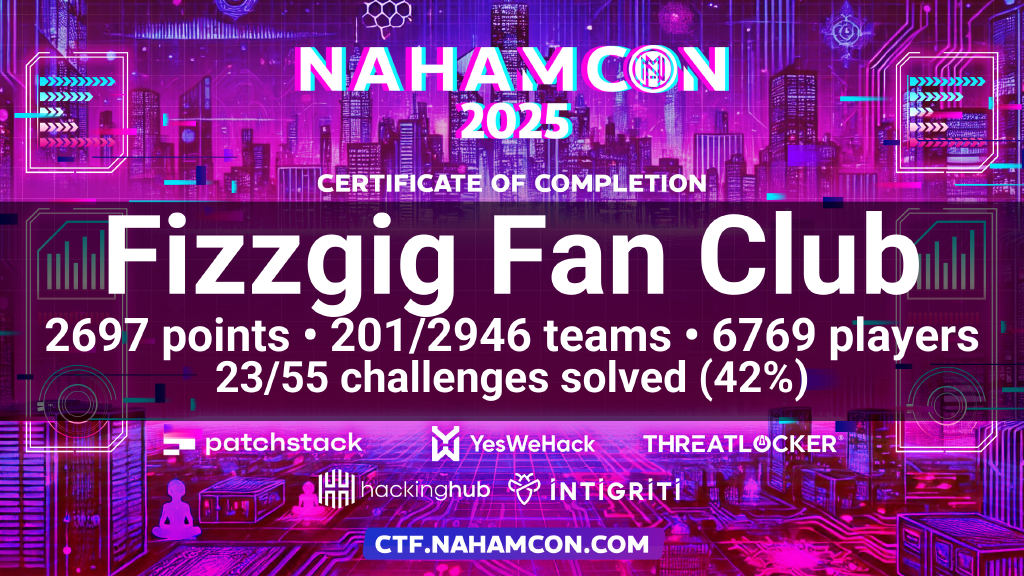 NAHAMCON
2025
CERTIFICATE OF COMPLETION
Fizzgig Fan Club
2697 points • 201/2946 teams • 6769 players
23/55 challenges solved (42%)
patchstack YesWeHack THREATLOCKER®
hackinghub INTIGRITI
CTF.NAHAMCON.COM